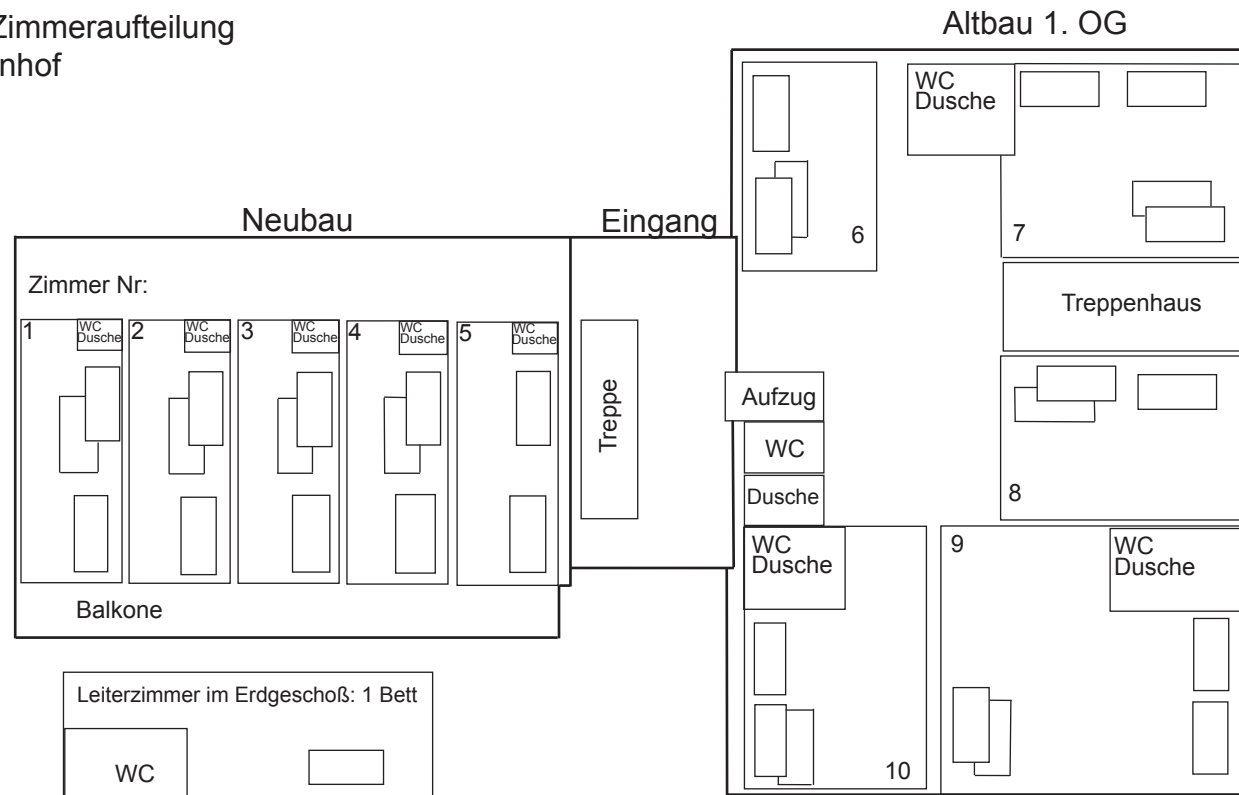 Zimmeraufteilung
nhof
Altbau 1. OG
WC
Dusche
6
7
Neubau
Eingang
Zimmer Nr:
Treppenhaus
1
WC
Dusche
2
WC
Dusche
3
WC
Dusche
4
WC
Dusche
5
WC
Dusche
Treppe
Aufzug
WC
Dusche
8
WC
Dusche
9
WC
Dusche
Balkone
Leiterzimmer im Erdgeschoß: 1 Bett
WC
10